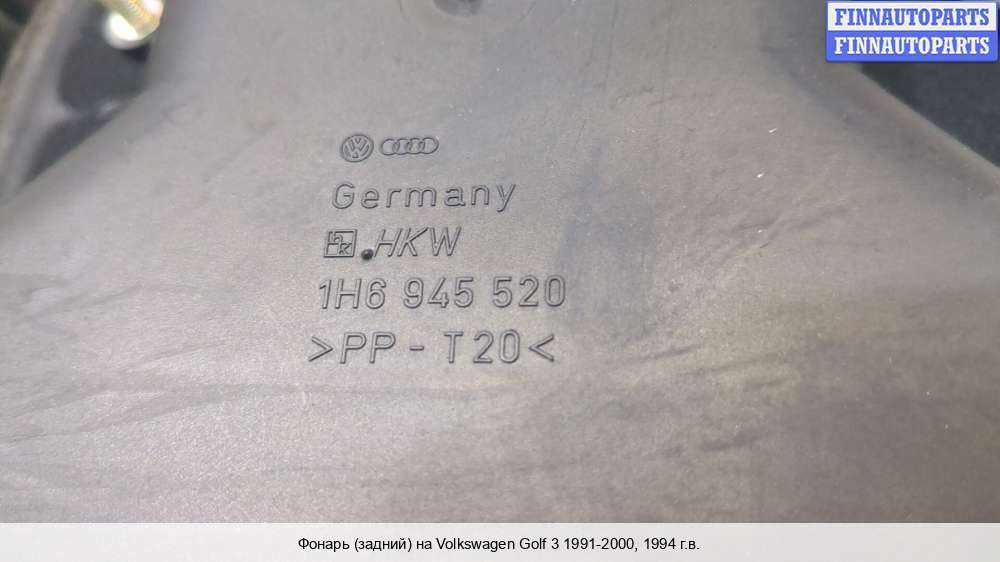 FINNAUTOPARTS
FINNAUTOPARTS
Germany
HKW
1H6 945 520
>PP - T20<
Фонарь (задний) на Volkswagen Golf 3 1991-2000, 1994 г.в.